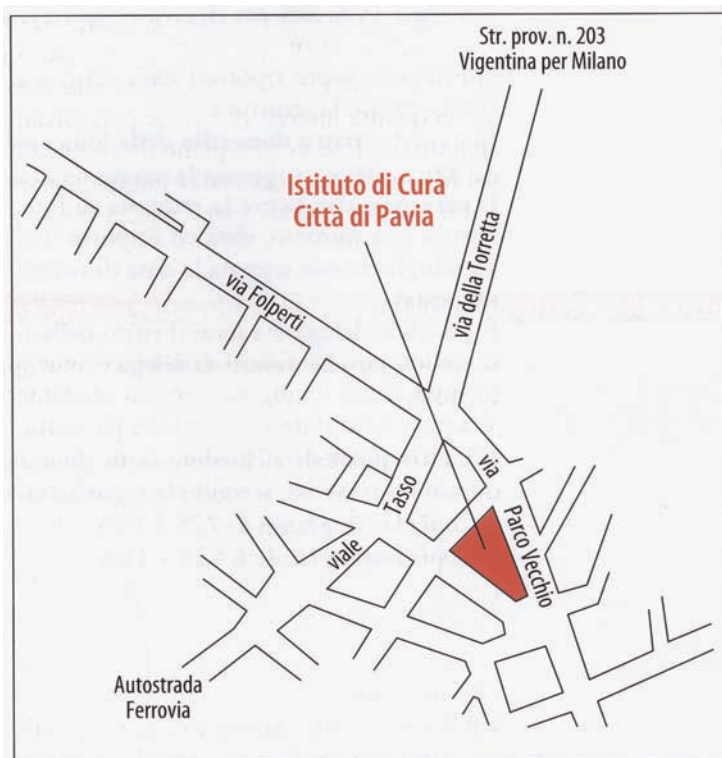 Str. prov. n. 203
Vigentina per Milano
Istituto di Cura
Città di Pavia
via della Torretta
via Folperti
via
Parco Vecchio
Tasso
viale
Autostrada
Ferrovia